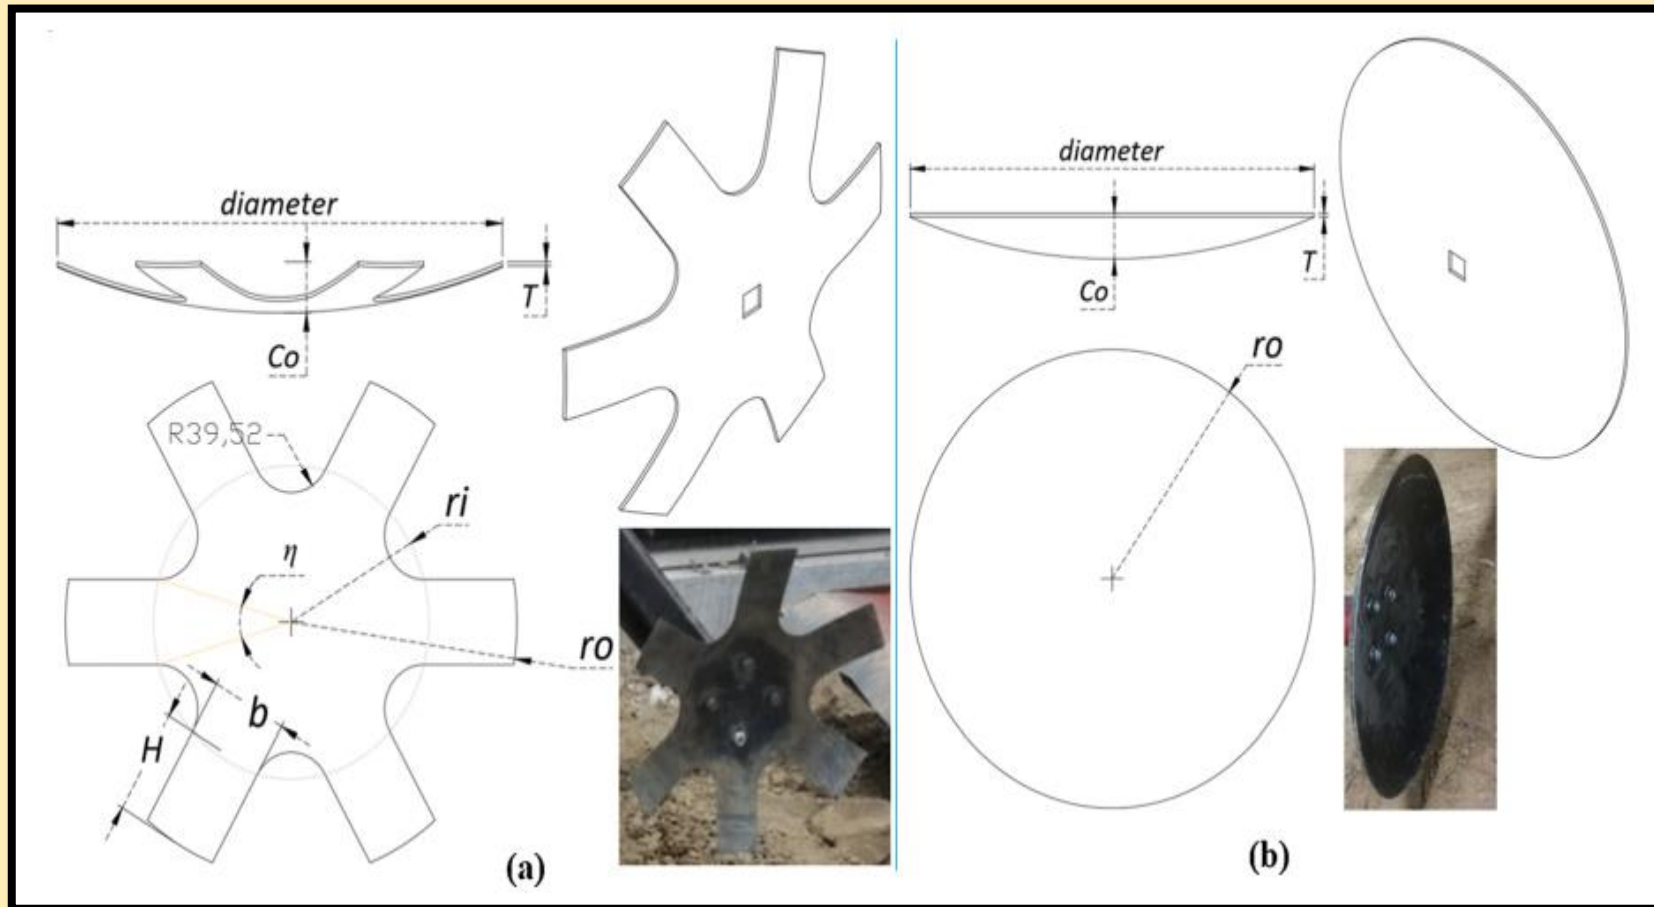 diameter
T
Co
R39,52
ri
η
ro
b
H
(a)
diameter
T
Co
ro
(b)